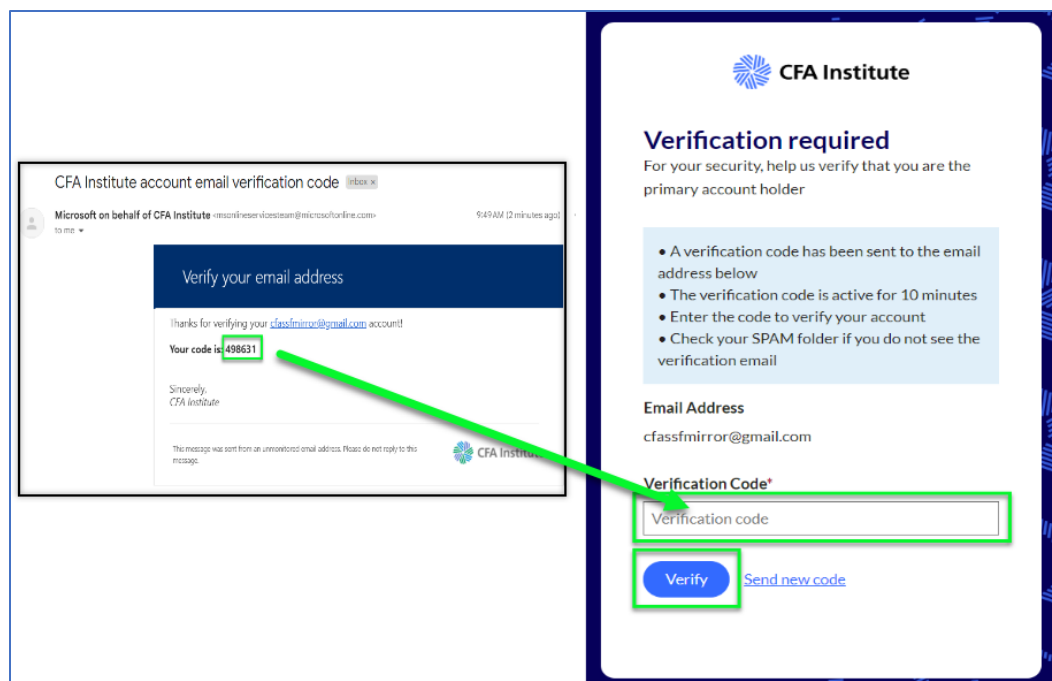 CFA Institute account email verification code Inbox x
Microsoft on behalf of CFA Institute <msonlineservicesteam@microsoftonline.com> 9:49 AM (2 minutes ago)
to me
Verify your email address
Thanks for verifying your cfassfmirror@gmail.com account!
Your code is: 498631
Sincerely,
CFA Institute
This message was sent from an unmonitored email address. Please do not reply to this
message.
CFA Institute
CFA Institute
Verification required
For your security, help us verify that you are the
primary account holder
• A verification code has been sent to the email
address below
• The verification code is active for 10 minutes
• Enter the code to verify your account
• Check your SPAM folder if you do not see the
verification email
Email Address
cfassfmirror@gmail.com
Verification Code*
Verification code
Verify Send new code